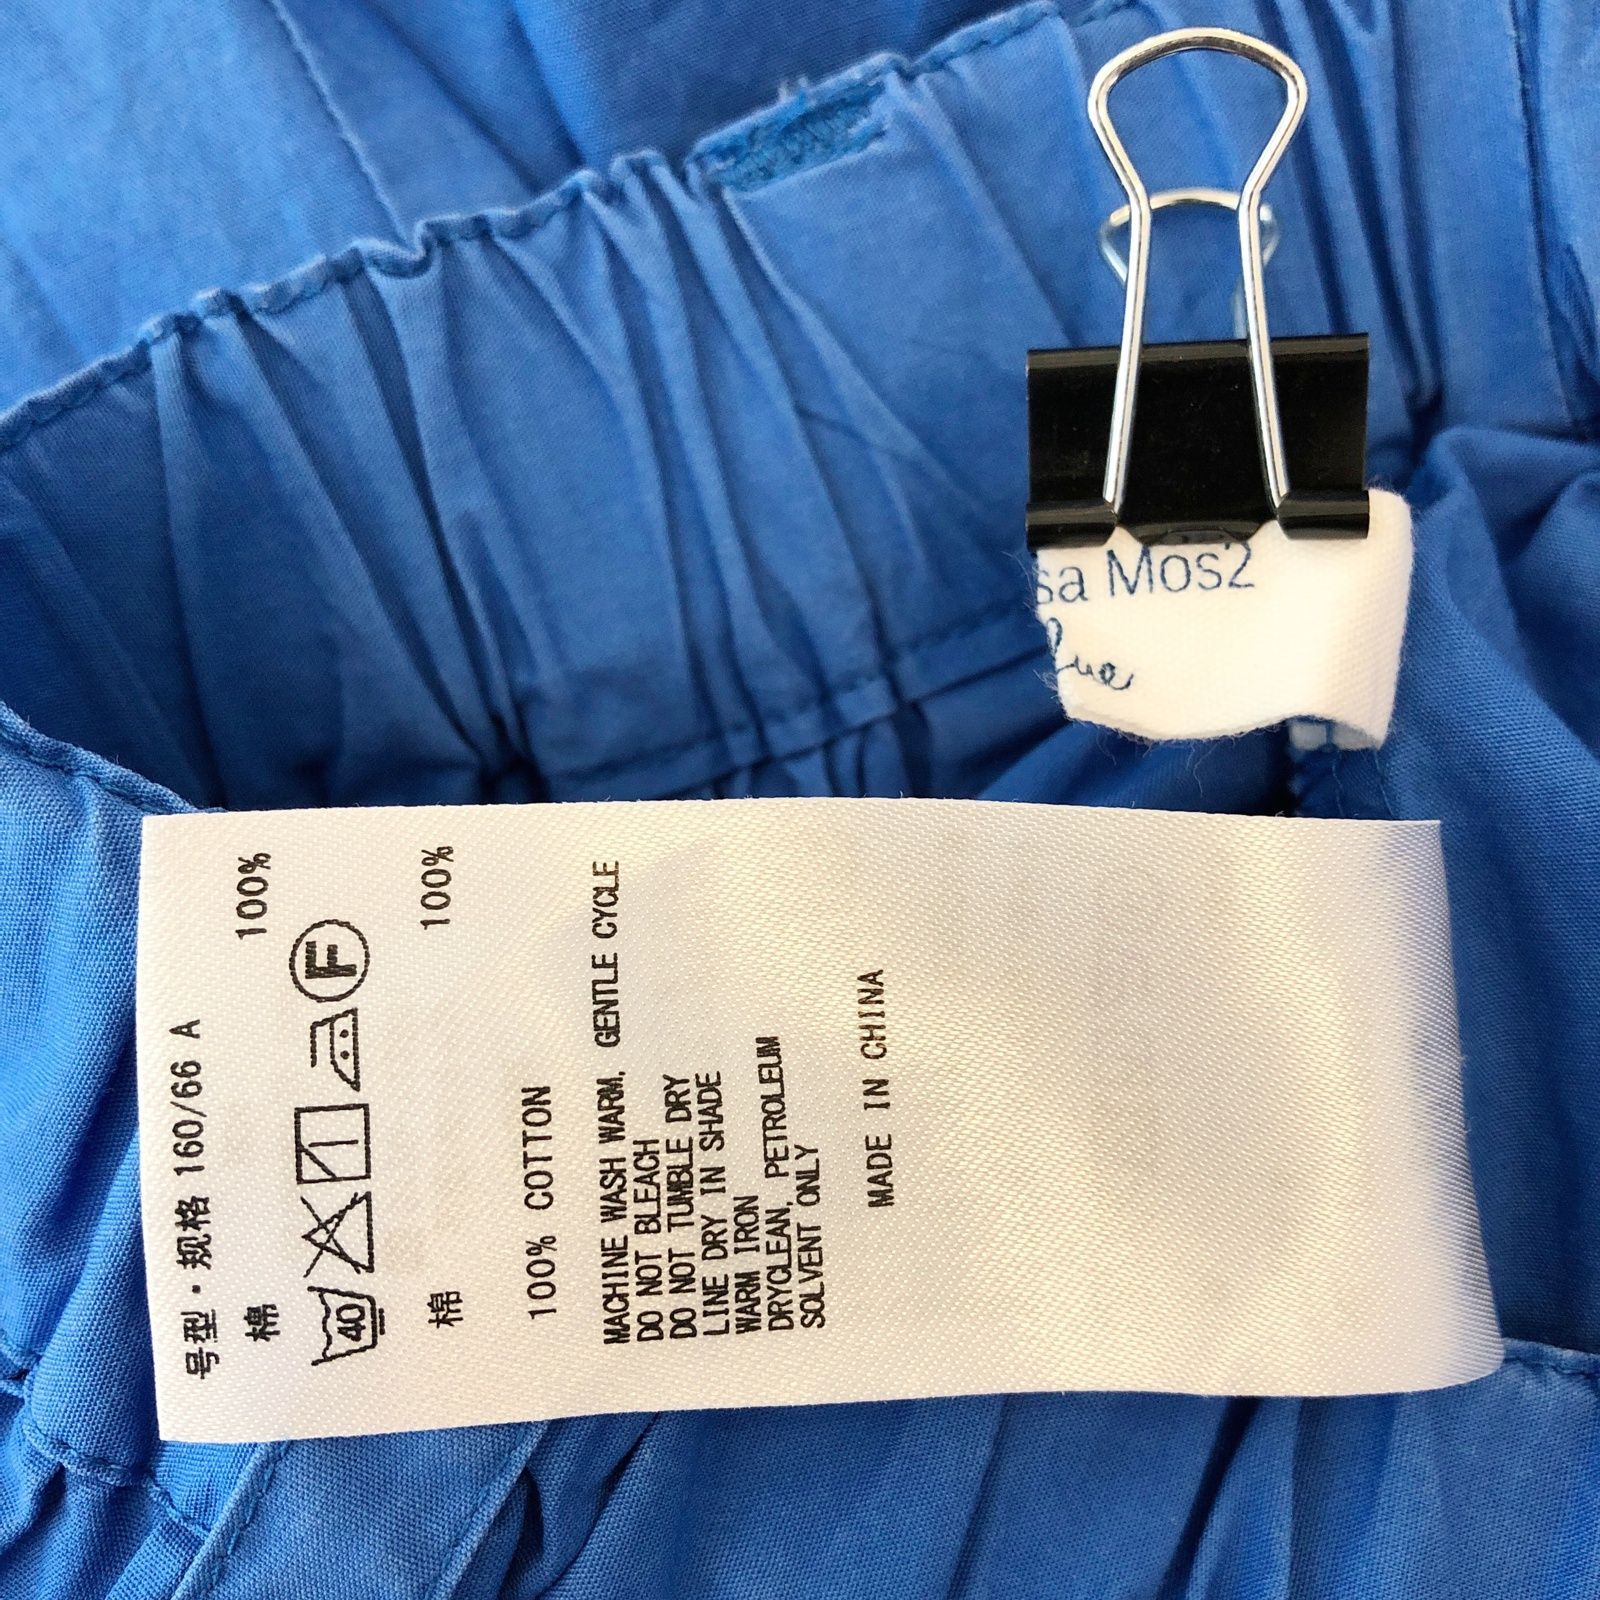 sa Mos2
号型·规格 160/66 A
棉 100%
40 F
棉 100%
100% COTTON
MACHINE WASH WARM, GENTLE CYCLE
DO NOT BLEACH
DO NOT TUMBLE DRY
LINE DRY IN SHADE
WARM IRON
DRYCLEAN, PETROLEUM
SOLVENT ONLY
MADE IN CHINA